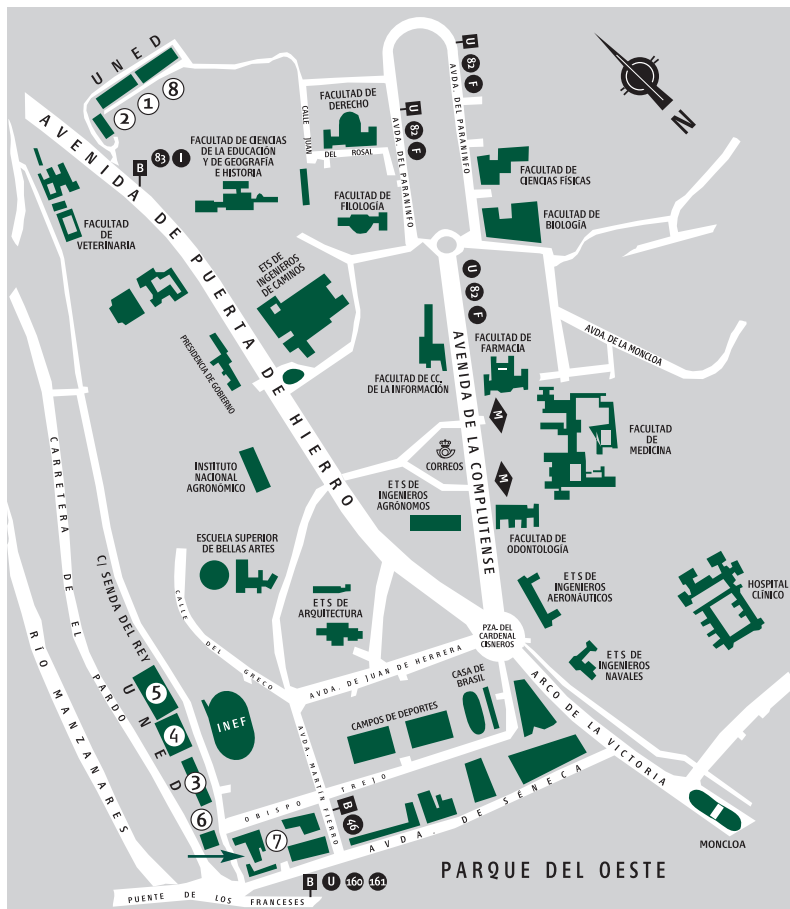 U N E D
2
1
8
U
82
F
AVDA. DEL PARANINFO
U
82
F
AVDA. DEL PARANINFO
N
FACULTAD DE
DERECHO
CALLE JUAN
DEL ROSAL
AVENIDA DE PUERTA DE HIERRO
B
83
I
FACULTAD DE CIENCIAS
DE LA EDUCACIÓN
Y DE GEOGRAFÍA
E HISTORIA
FACULTAD DE
CIENCIAS FÍSICAS
FACULTAD DE
FILOLOGÍA
FACULTAD DE
BIOLOGÍA
FACULTAD
DE
VETERINARIA
ETS DE
INGENIEROS
DE CAMINOS
U
82
F
AVENIDA DE LA COMPLUTENSE
AVDA. DE LA MONCLOA
PRESIDENCIA DE GOBIERNO
FACULTAD DE
FARMACIA
FACULTAD DE CC.
DE LA INFORMACIÓN
M
FACULTAD
DE
MEDICINA
CORREOS
M
INSTITUTO
NACIONAL
AGRONÓMICO
ETS DE
INGENIEROS
AGRÓNOMOS
FACULTAD DE
ODONTOLOGÍA
CARRETERA DE EL PARDO
ESCUELA SUPERIOR
DE BELLAS ARTES
C/ SENDA DEL REY
CALLE DEL GRECO
ETS DE
ARQUITECTURA
ETS DE
INGENIEROS
AERONÁUTICOS
HOSPITAL
CLÍNICO
PZA. DEL
CARDENAL
CISNEROS
ETS DE
INGENIEROS
NAVALES
RÍO MANZANARES
AVDA. DE JUAN DE HERRERA
CASA DE
BRASIL
ARCO DE LA VICTORIA
U N E D
5
4
3
6
INEF
CAMPOS DE DEPORTES
AVDA. MARTÍN FIERRO
OBISPO TREJO
B
46
7
AVDA. DE SÉNECA
MONCLOA
PARQUE DEL OESTE
B
U
160
161
PUENTE DE LOS FRANCESES